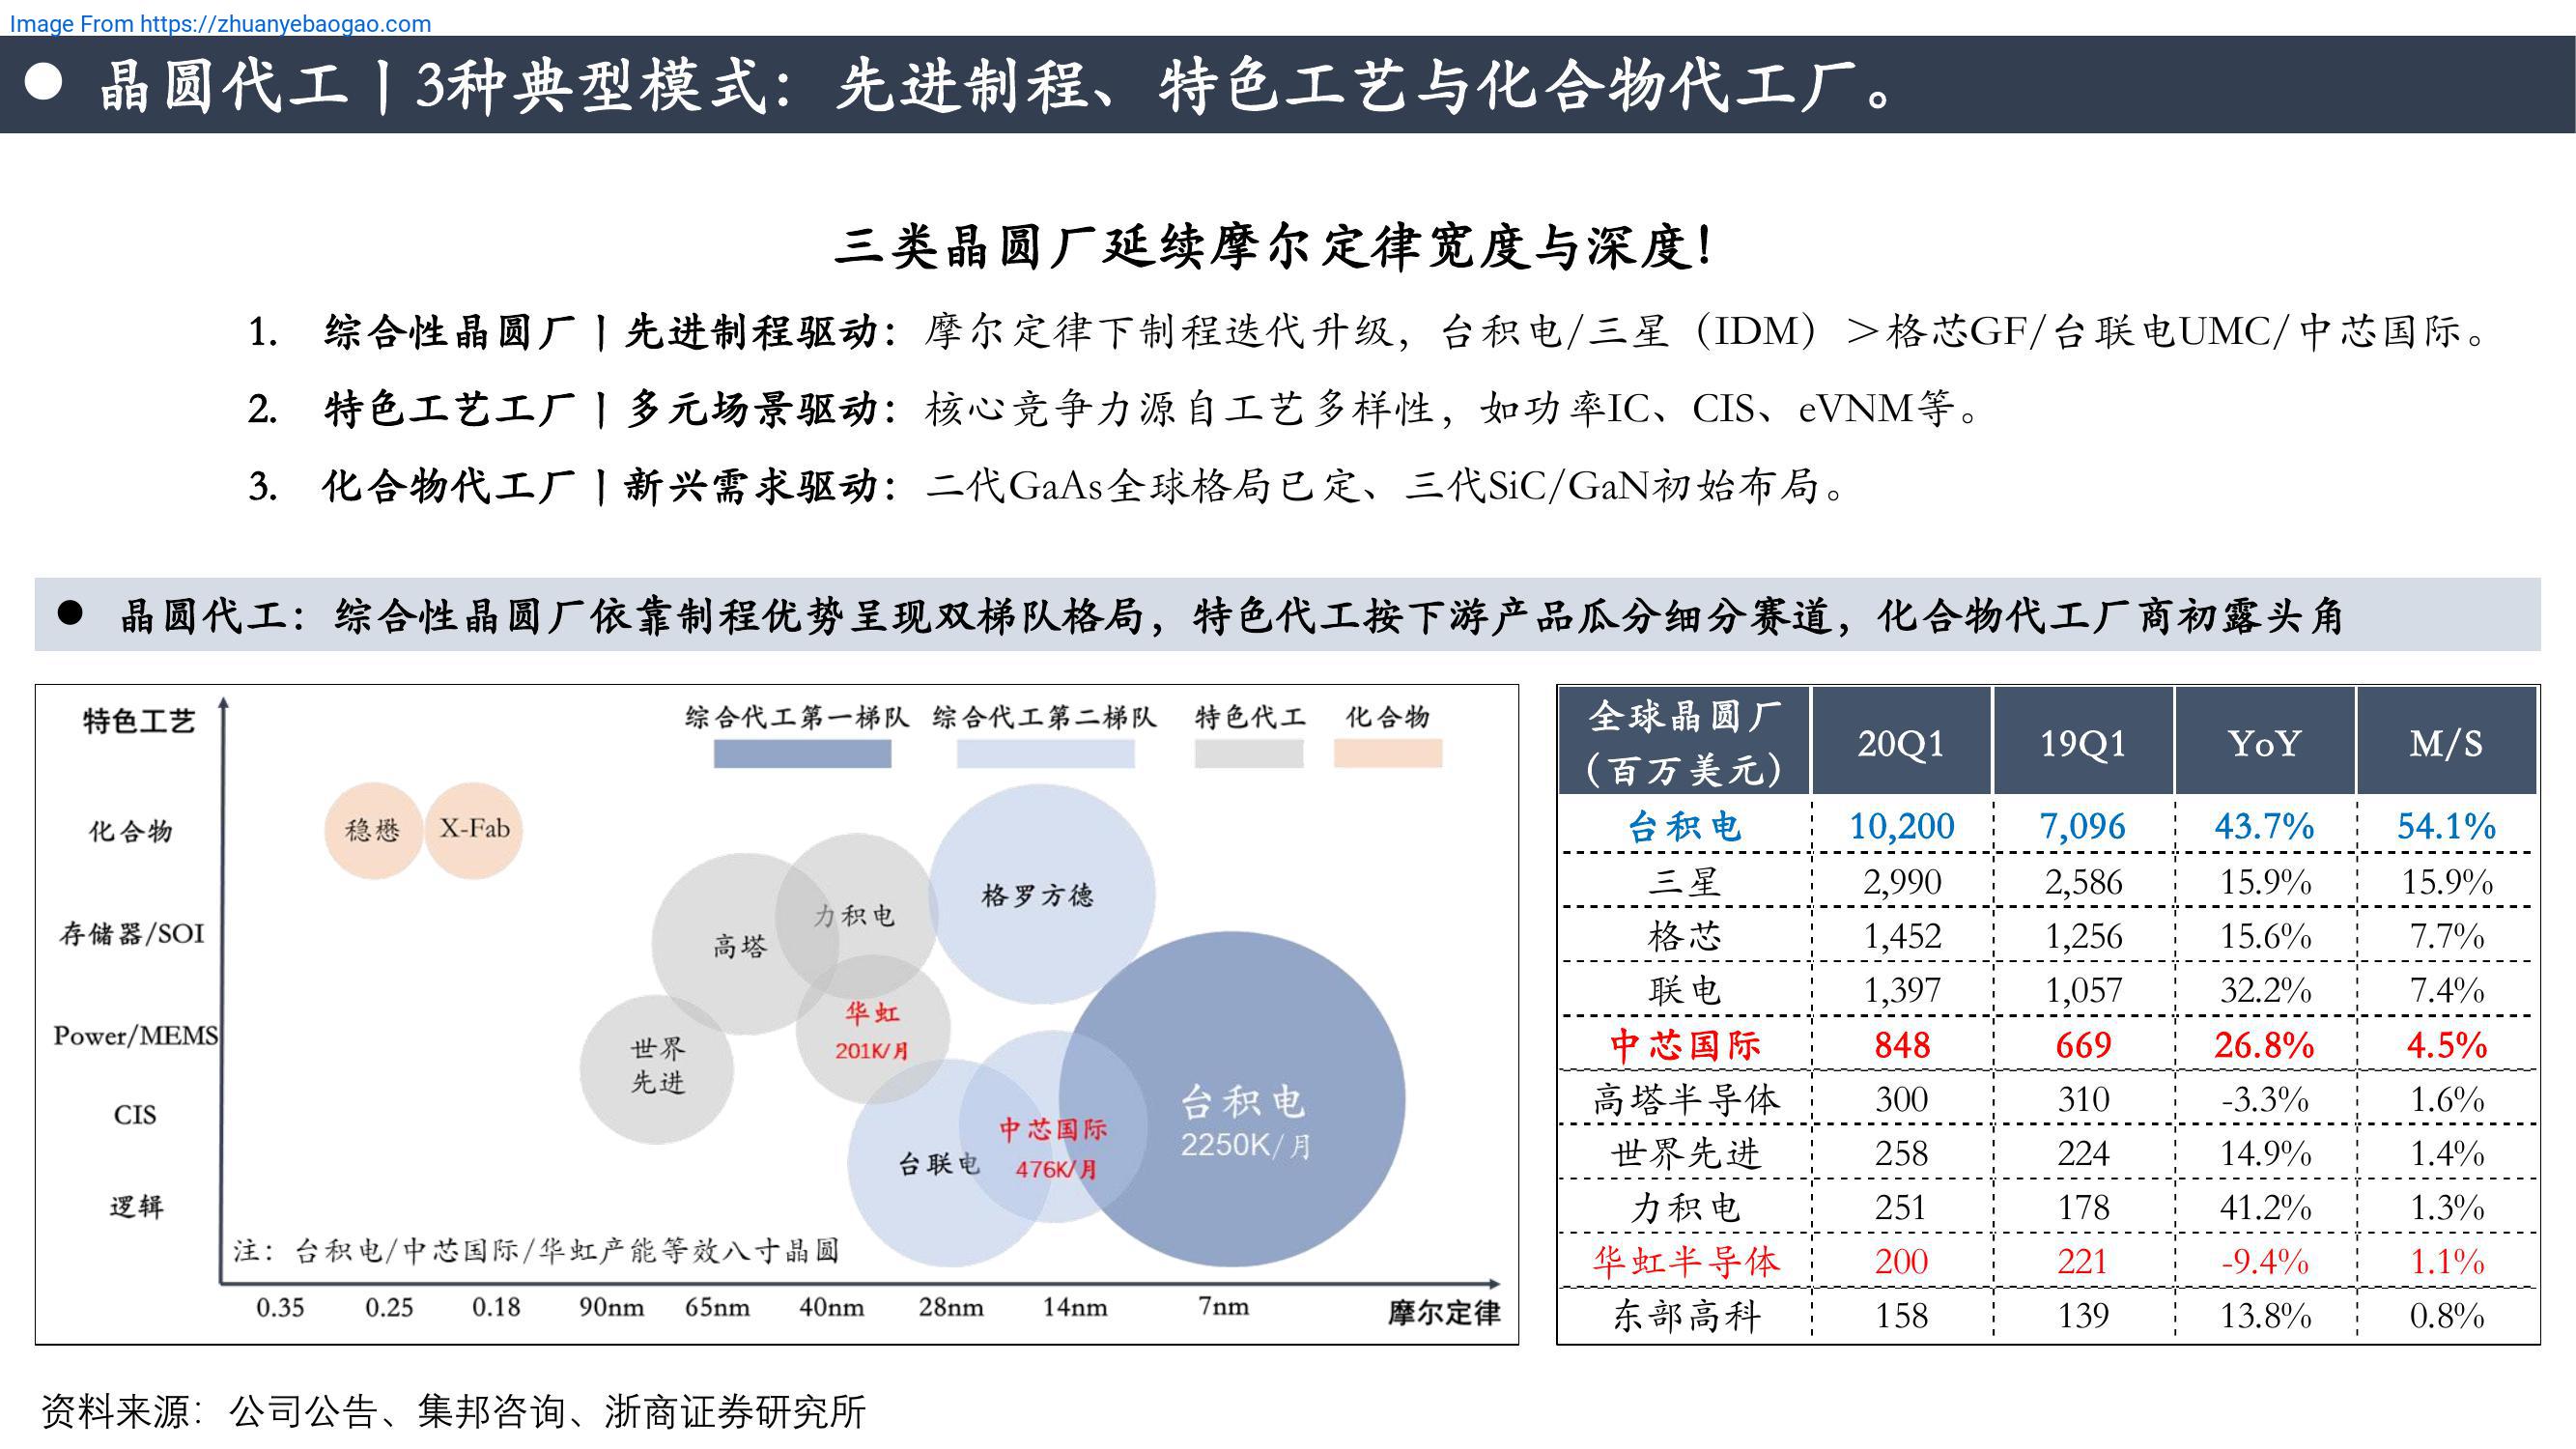 Image From https://zhuanyebaogao.com
● 晶圆代工丨3种典型模式：先进制程、特色工艺与化合物代工厂。
三类晶圆厂延续摩尔定律宽度与深度！
1. 综合性晶圆厂丨先进制程驱动：摩尔定律下制程迭代升级，台积电/三星（IDM）＞格芯GF/台联电UMC/中芯国际。
2. 特色工艺工厂丨多元场景驱动：核心竞争力源自工艺多样性，如功率IC、CIS、eVNM等。
3. 化合物代工厂丨新兴需求驱动：二代GaAs全球格局已定、三代SiC/GaN初始布局。
● 晶圆代工：综合性晶圆厂依靠制程优势呈现双梯队格局，特色代工按下游产品瓜分细分赛道，化合物代工厂商初露头角
特色工艺
综合代工第一梯队 综合代工第二梯队 特色代工 化合物
化合物
存储器/SOI
Power/MEMS
CIS
逻辑
稳懋
X-Fab
格罗方德
力积电
高塔
华虹
201K/月
世界
先进
台积电
2250K/月
中芯国际
476K/月
台联电
注：台积电/中芯国际/华虹产能等效八寸晶圆
0.35 0.25 0.18 90nm 65nm 40nm 28nm 14nm 7nm 摩尔定律
全球晶圆厂
（百万美元） 20Q1 19Q1 YoY M/S
台积电 10,200 7,096 43.7% 54.1%
三星 2,990 2,586 15.9% 15.9%
格芯 1,452 1,256 15.6% 7.7%
联电 1,397 1,057 32.2% 7.4%
中芯国际 848 669 26.8% 4.5%
高塔半导体 300 310 -3.3% 1.6%
世界先进 258 224 14.9% 1.4%
力积电 251 178 41.2% 1.3%
华虹半导体 200 221 -9.4% 1.1%
东部高科 158 139 13.8% 0.8%
资料来源：公司公告、集邦咨询、浙商证券研究所